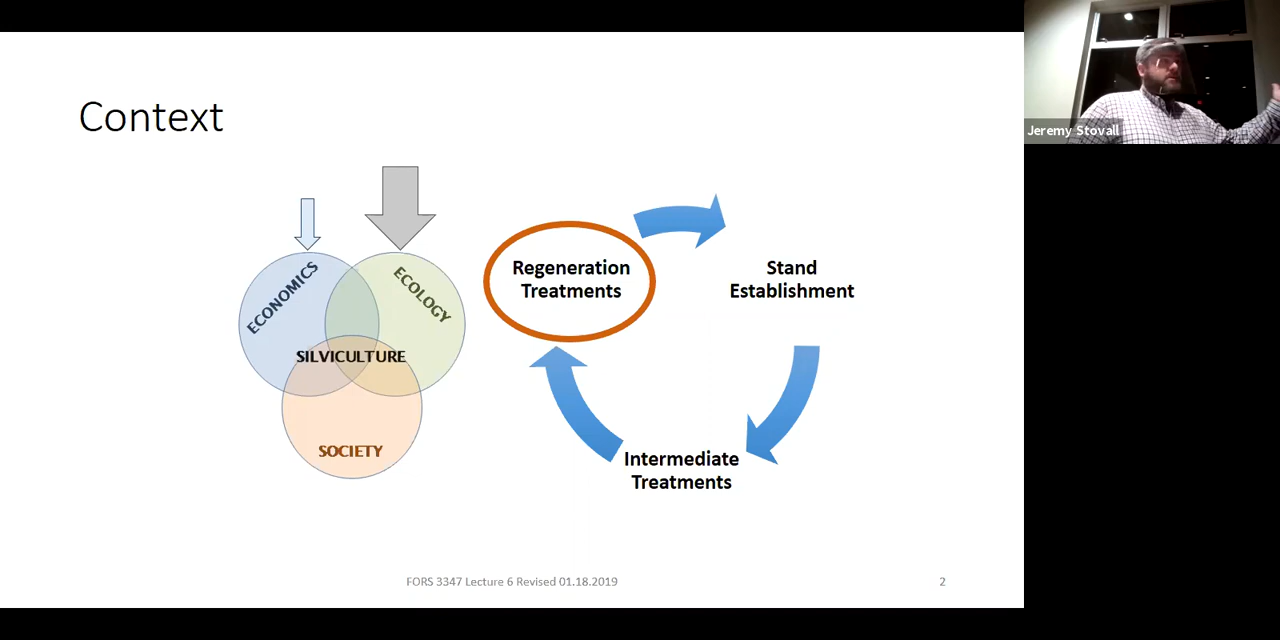 Context
ECONOMICS
ECOLOGY
SILVICULTURE
SOCIETY
Regeneration
Treatments
Stand
Establishment
Intermediate
Treatments
FORS 3347 Lecture 6 Revised 01.18.2019
2
Jeremy Stovall